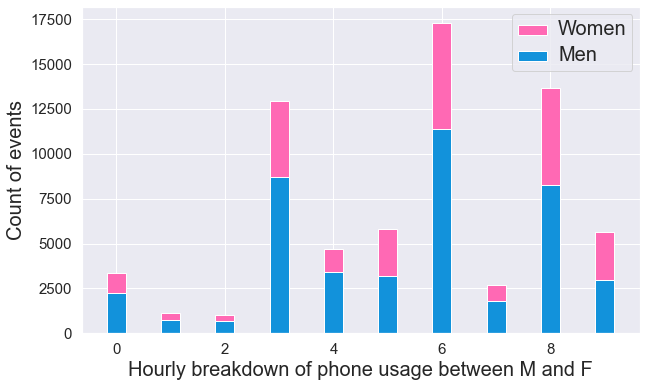 17500
15000
12500
10000
7500
5000
2500
0
Count of events
Women
Men
0 2 4 6 8
Hourly breakdown of phone usage between M and F